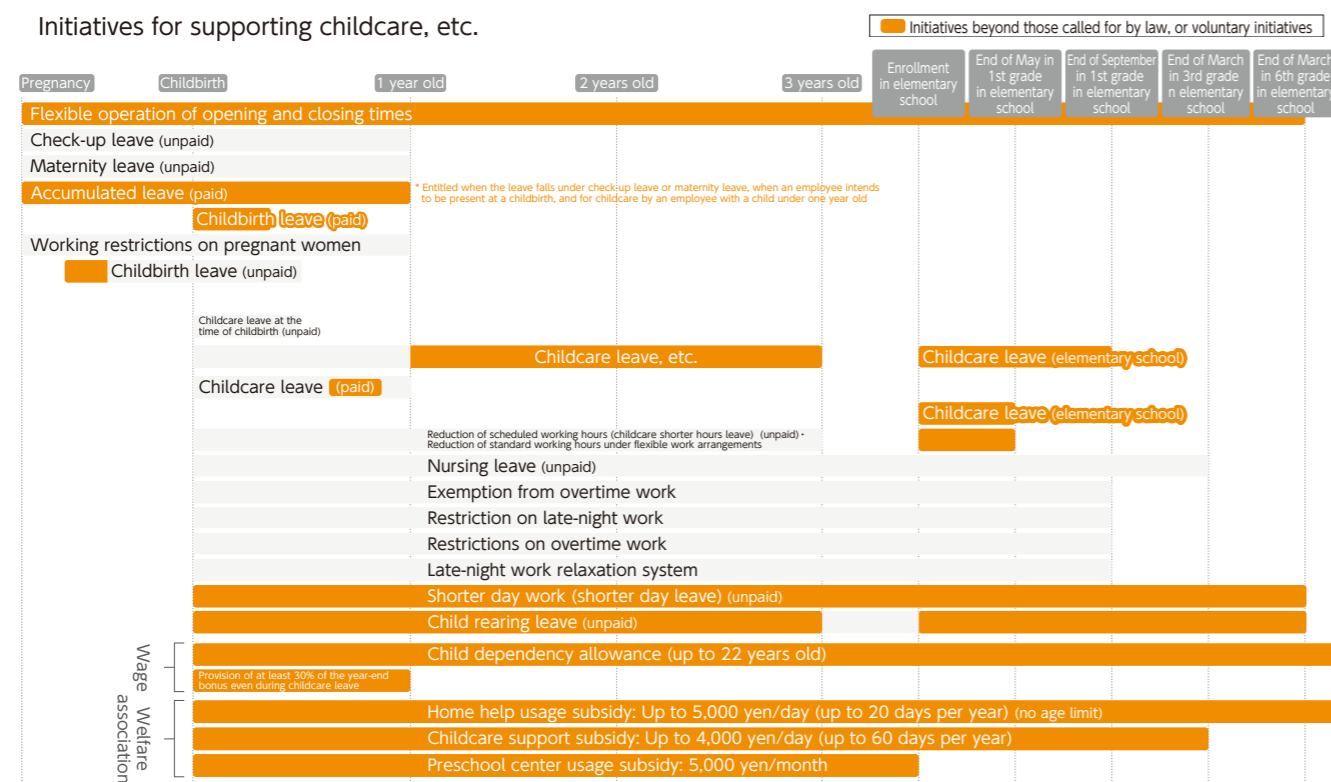 Initiatives for supporting childcare, etc.
Initiatives beyond those called for by law, or voluntary initiatives
Pregnancy
Childbirth
1 year old
2 years old
3 years old
Enrollment
in elementary
school
End of May in
1st grade
in elementary
school
End of September
in 1st grade
in elementary
school
End of March
in 3rd grade
n elementary
school
End of March
in 6th grade
in elementary
school
Flexible operation of opening and closing times
Check-up leave (unpaid)
Maternity leave (unpaid)
Accumulated leave (paid)
* Entitled when the leave falls under check-up leave or maternity leave, when an employee intends
to be present at a childbirth, and for childcare by an employee with a child under one year old
Childbirth leave (paid)
Working restrictions on pregnant women
Childbirth leave (unpaid)
Childcare leave at the
time of childbirth (unpaid)
Childcare leave, etc.
Childcare leave (elementary school)
Childcare leave (paid)
Childcare leave (elementary school)
Reduction of scheduled working hours (childcare shorter hours leave) (unpaid)・
Reduction of standard working hours under flexible work arrangements
Nursing leave (unpaid)
Exemption from overtime work
Restriction on late-night work
Restrictions on overtime work
Late-night work relaxation system
Shorter day work (shorter day leave) (unpaid)
Child rearing leave (unpaid)
Wage
Child dependency allowance (up to 22 years old)
Provision of at least 30% of the year-end
bonus even during childcare leave
Welfare
association
Home help usage subsidy: Up to 5,000 yen/day (up to 20 days per year) (no age limit)
Childcare support subsidy: Up to 4,000 yen/day (up to 60 days per year)
Preschool center usage subsidy: 5,000 yen/month